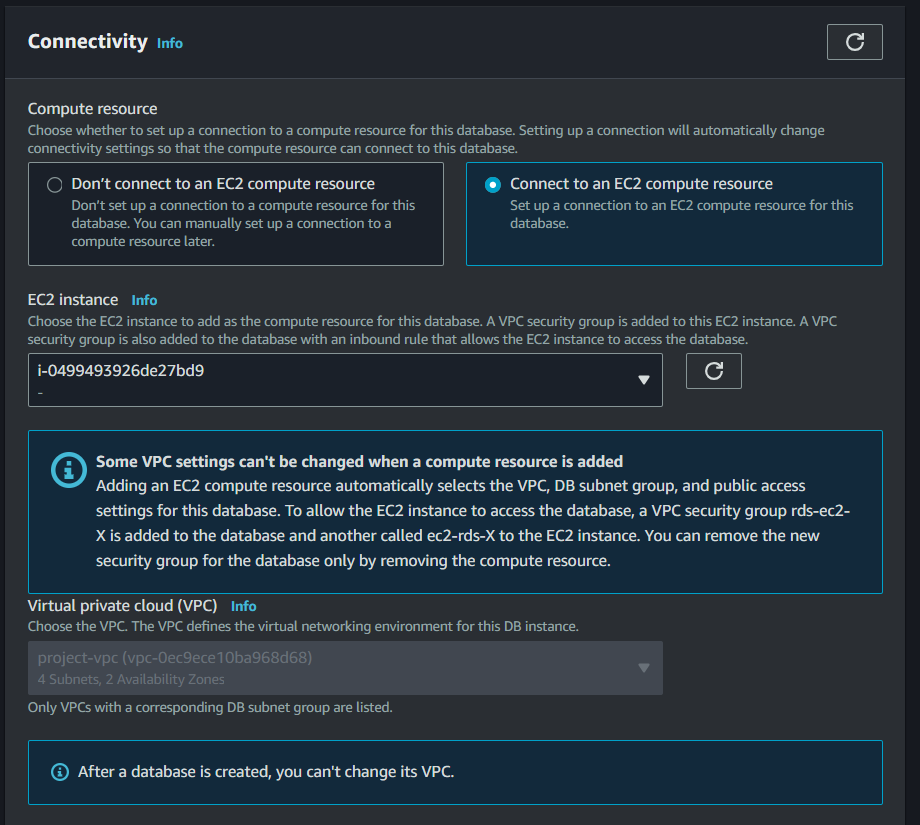 Connectivity Info
Compute resource
Choose whether to set up a connection to a compute resource for this database. Setting up a connection will automatically change
connectivity settings so that the compute resource can connect to this database.
Don’t connect to an EC2 compute resource
Don’t set up a connection to a compute resource for this
database. You can manually set up a connection to a
compute resource later.
Connect to an EC2 compute resource
Set up a connection to an EC2 compute resource for this
database.
EC2 instance Info
Choose the EC2 instance to add as the compute resource for this database. A VPC security group is added to this EC2 instance. A VPC
security group is also added to the database with an inbound rule that allows the EC2 instance to access the database.
i-0499493926de27bd9
-
Some VPC settings can't be changed when a compute resource is added
Adding an EC2 compute resource automatically selects the VPC, DB subnet group, and public access
settings for this database. To allow the EC2 instance to access the database, a VPC security group rds-ec2-
X is added to the database and another called ec2-rds-X to the EC2 instance. You can remove the new
security group for the database only by removing the compute resource.
Virtual private cloud (VPC) Info
Choose the VPC. The VPC defines the virtual networking environment for this DB instance.
project-vpc (vpc-0ec9ece10ba968d68)
4 Subnets, 2 Availability Zones
Only VPCs with a corresponding DB subnet group are listed.
After a database is created, you can't change its VPC.